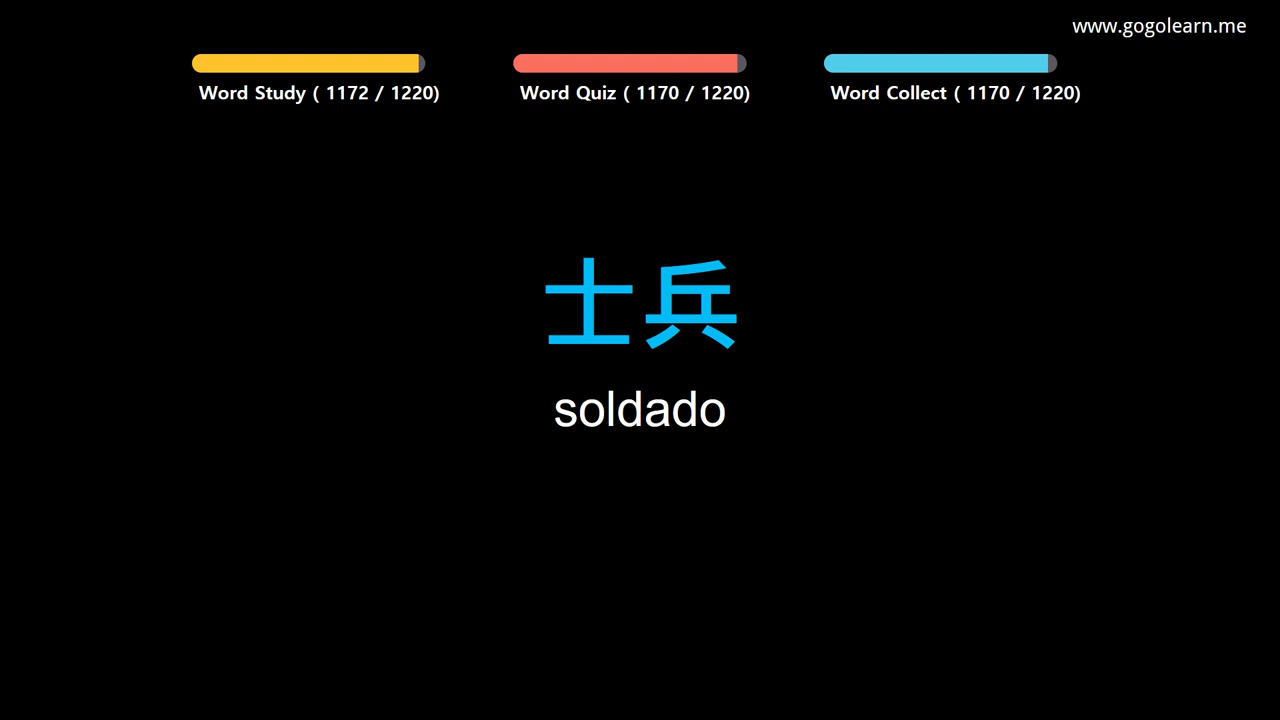 www.gogolearn.me
Word Study ( 1172 / 1220)
Word Quiz ( 1170 / 1220)
Word Collect ( 1170 / 1220)
士兵
soldado